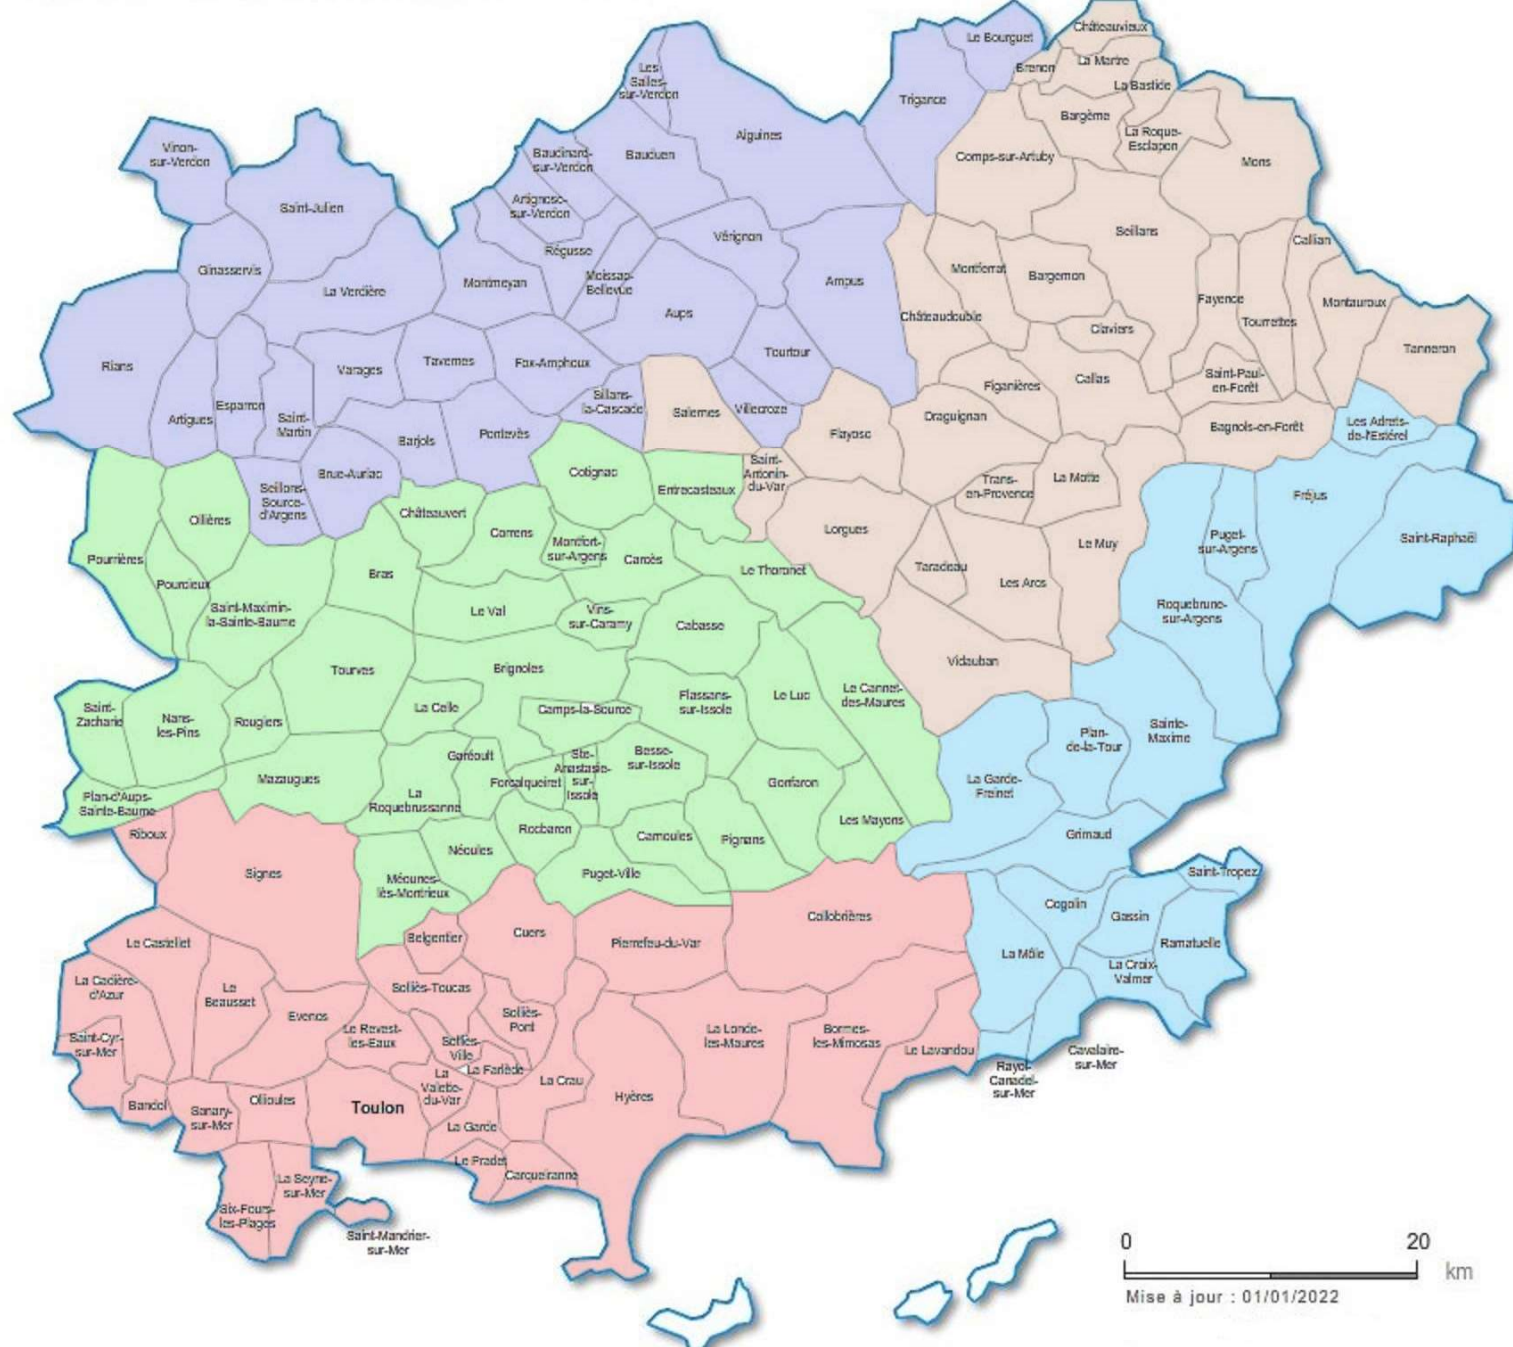 Châteauvieux
Le Bourguet
La Martre
Brenon
Les
Salles-
sur-Verdon
La Bastide
Trigance
Bargème
Aiguines
La Roque-
Esclapon
Vinon-
sur-Verdon
Baudinard-
sur-Verdon
Bauduen
Comps-sur-Artuby
Mons
Saint-Julien
Artignosc-
sur-Verdon
Vérignon
Seillans
Callian
Régusse
Ginasservis
Montferrat
Bargemon
Moissac-
Bellevue
Montmeyan
Ampus
La Verdière
Fayence
Montauroux
Aups
Châteaudouble
Tourrettes
Claviers
Tanneron
Tourtour
Rians
Varages
Tavernes
Fox-Amphoux
Saint-Paul-
en-Forêt
Callas
Figanières
Sillans-
la-Cascade
Esparron
Salernes
Villecroze
Draguignan
Artigues
Saint-
Martin
Les Adrets-
de-l'Estérel
Bagnols-en-Forêt
Flayosc
Barjols
Pontevès
Saint-
Antonin-
du-Var
Brue-Auriac
Cotignac
Trans-
en-Provence
La Motte
Entrecasteaux
Seillons-
Source-
d'Argens
Fréjus
Châteauvert
Ollières
Lorgues
Puget-
sur-Argens
Saint-Raphaël
Correns
Le Muy
Montfort-
sur-Argens
Carcès
Pourrières
Taradeau
Le Thoronet
Bras
Pourcieux
Les Arcs
Saint-Maximin-
la-Sainte-Baume
Le Val
Vins-
sur-Caramy
Roquebrune-
sur-Argens
Cabasse
Vidauban
Tourves
Brignoles
Le Cannet-
des-Maures
Le Luc
Flassans-
sur-Issole
La Celle
Camps-la-Source
Saint-
Zacharie
Nans-
les-Pins
Rougiers
Sainte-
Maxime
Plan-
de-la-Tour
Garéoult
Besse-
sur-Issole
Ste-
Anastasie-
sur-
Issole
Forcalqueiret
Mazaugues
Gonfaron
La Garde-
Freinet
La
Roquebrussanne
Plan-d'Aups-
Sainte-Baume
Les Mayons
Rocbaron
Riboux
Carnoules
Pignans
Grimaud
Néoules
Signes
Puget-Ville
Saint-Tropez
Méounes-
lès-Montrieux
Cogolin
Gassin
Collobrières
Cuers
Belgentier
Le Castellet
Pierrefeu-du-Var
Ramatuelle
La Môle
La Croix-
Valmer
La Cadière-
d'Azur
Le
Beausset
Solliès-Toucas
Evenos
Solliès-
Pont
Le Revest-
les-Eaux
La Londe-
les-Maures
Bormes-
les-Mimosas
Saint-Cyr-
sur-Mer
Solliès-
Ville
Le Lavandou
Cavalaire-
sur-Mer
La Farlède
Rayol-
Canadel-
sur-Mer
La Crau
La
Valette-
du-Var
Hyères
Ollioules
Bandol
Toulon
Sanary-
sur-Mer
La Garde
Le Pradet
Carqueiranne
La Seyne-
sur-Mer
Six-Fours-
les-Plages
Saint-Mandrier-
sur-Mer
0 20
km
Mise à jour : 01/01/2022